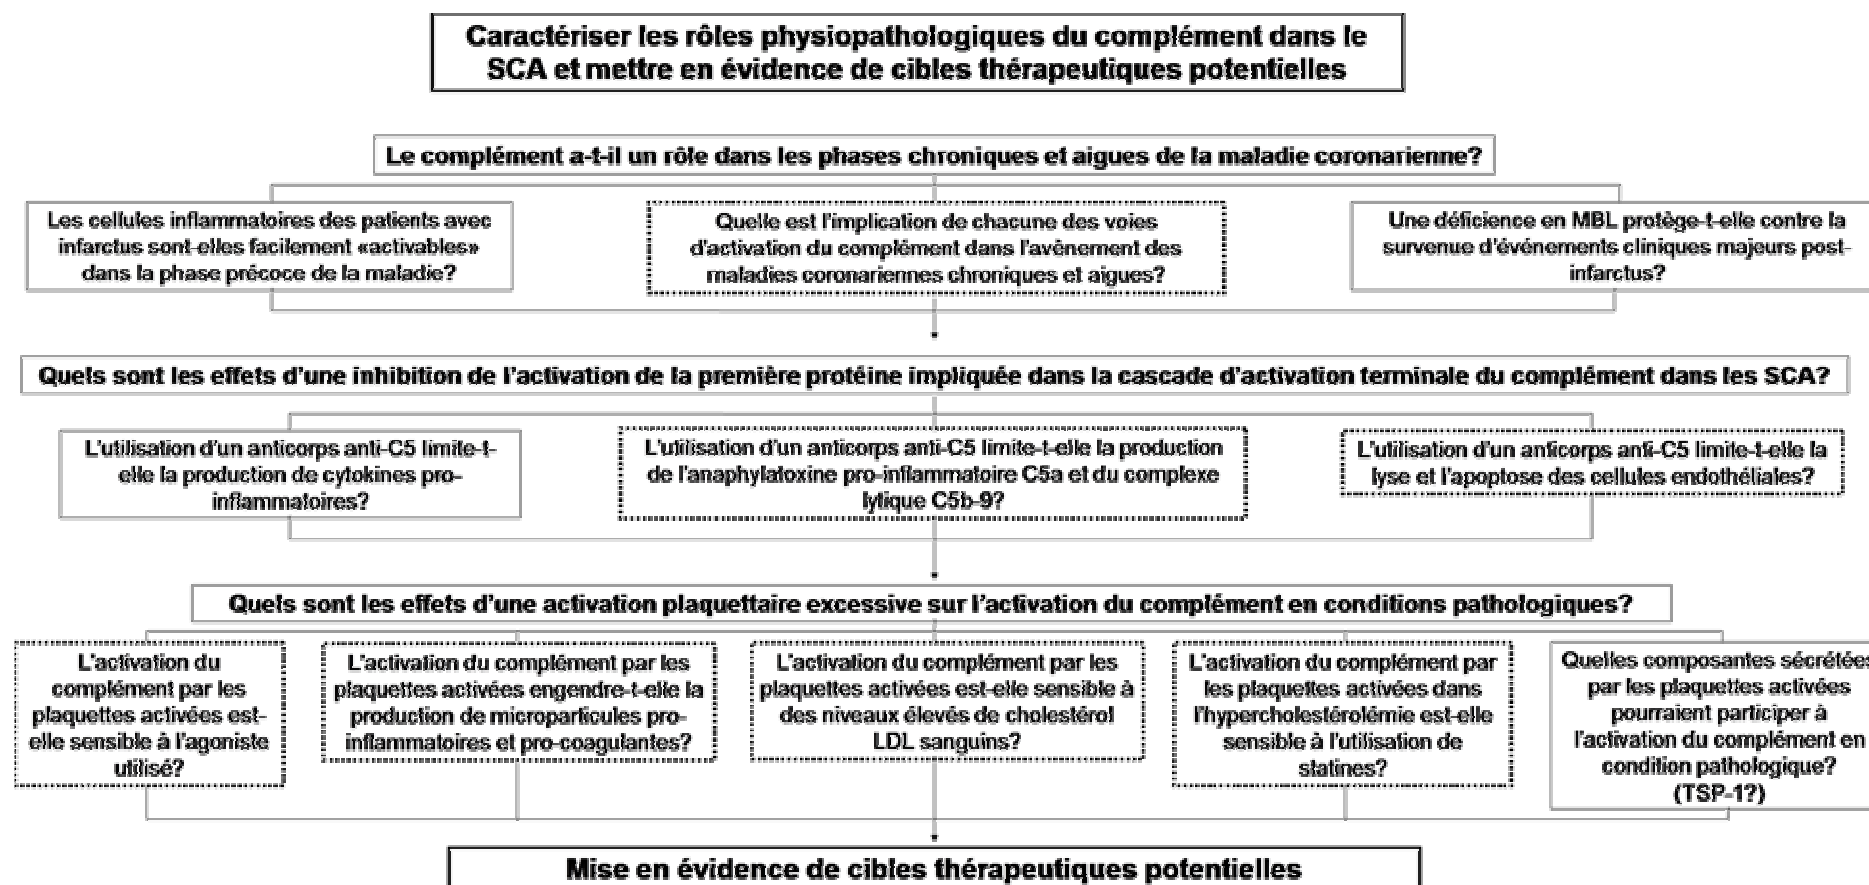 Caractériser les rôles physiopathologiques du complément dans le
SCA et mettre en évidence de cibles thérapeutiques potentielles
Le complément a-t-il un rôle dans les phases chroniques et aigues de la maladie coronarienne?
Les cellules inflammatoires des patients avec
infarctus sont-elles facilement «activables»
dans la phase précoce de la maladie?
Quelle est l'implication de chacune des voies
d'activation du complément dans l'avènement des
maladies coronariennes chroniques et aigues?
Une déficience en MBL protège-t-elle contre la
survenue d'événements cliniques majeurs post-
infarctus?
Quels sont les effets d'une inhibition de l'activation de la première protéine impliquée dans la cascade d'activation terminale du complément dans les SCA?
L'utilisation d'un anticorps anti-C5 limite-t-
elle la production de cytokines pro-
inflammatoires?
L'utilisation d'un anticorps anti-C5 limite-t-elle la production
de l'anaphylatoxine pro-inflammatoire C5a et du complexe
lytique C5b-9?
L'utilisation d'un anticorps anti-C5 limite-t-elle la
lyse et l'apoptose des cellules endothéliales?
Quels sont les effets d'une activation plaquettaire excessive sur l'activation du complément en conditions pathologiques?
L'activation du
complément par les
plaquettes activées est-
elle sensible à l'agoniste
utilisé?
L'activation du complément par les
plaquettes activées engendre-t-elle la
production de microparticules pro-
inflammatoires et pro-coagulantes?
L'activation du complément par les
plaquettes activées est-elle sensible à
des niveaux élevés de cholestérol
LDL sanguins?
L'activation du complément par
les plaquettes activées dans
l'hypercholestérolémie est-elle
sensible à l'utilisation de
statines?
Quelles composantes sécrétées
par les plaquettes activées
pourraient participer à
l'activation du complément en
condition pathologique?
(TSP-1?)
Mise en évidence de cibles thérapeutiques potentielles